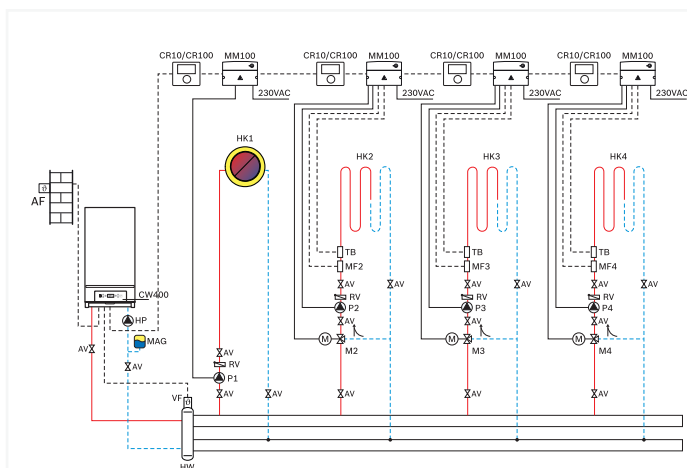 CR10/CR100 MM100 CR10/CR100 MM100 CR10/CR100 MM100 CR10/CR100 MM100
230VAC 230VAC 230VAC 230VAC
HK1
HK2 HK3 HK4
ϑ
AF
TB TB TB
MF2 MF3 MF4
CW400
AV AV AV AV AV AV
RV RV RV
HP P2 P3 P4
AV AV AV
MAG
M M2 M M3 M M4
AV AV
RV
AV P1
AV AV AV AV AV
VF ϑ
HW